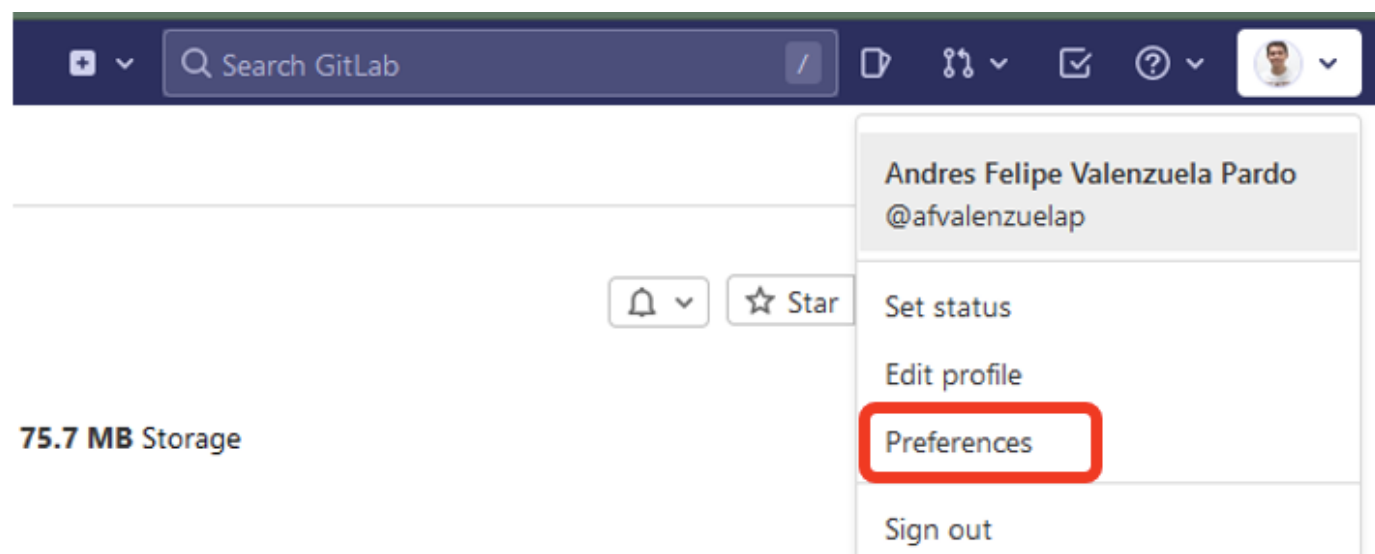 Search GitLab /
Andres Felipe Valenzuela Pardo
@afvalenzuelap
Star
Set status
Edit profile
75.7 MB Storage
Preferences
Sign out